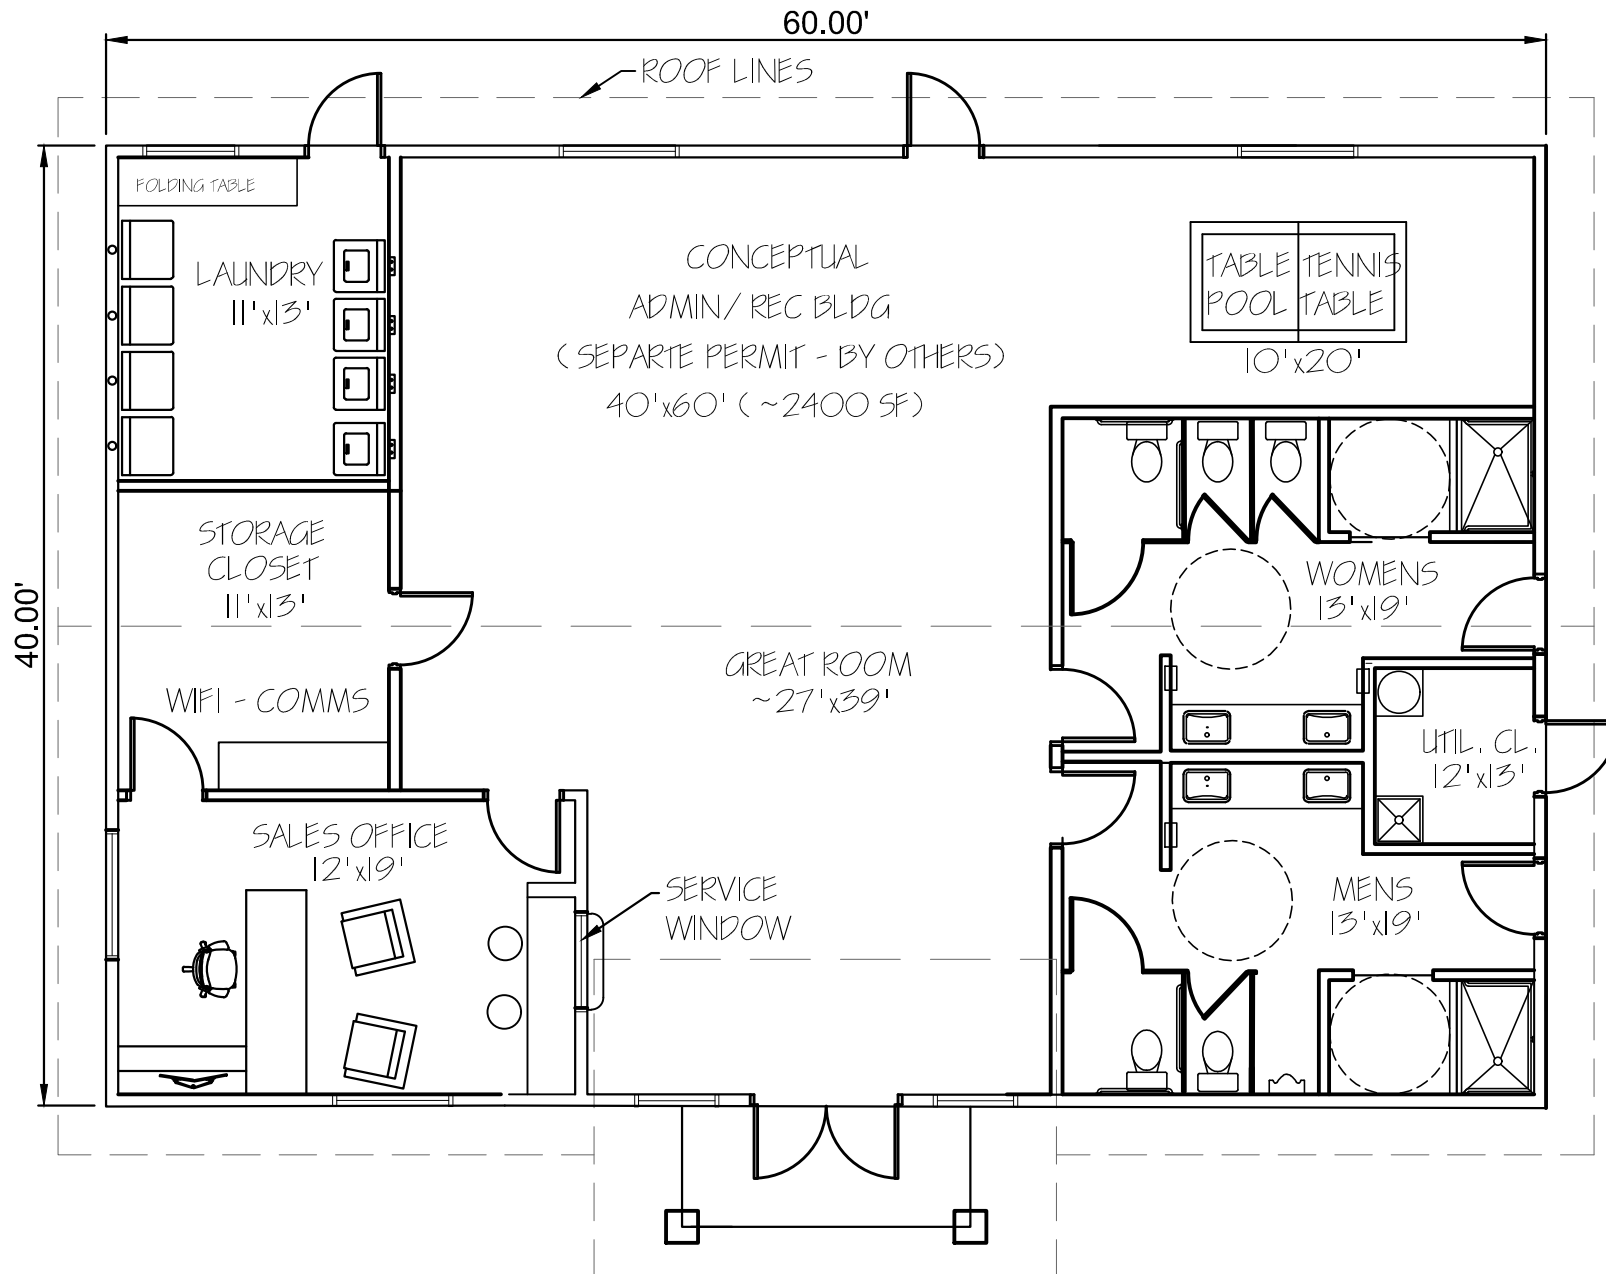 60.00'
ROOF LINES
FOLDING TABLE
LAUNDRY
11'x13'
CONCEPTUAL
ADMIN/ REC BLDG
( SEPARTE PERMIT - BY OTHERS)
40'x60' ( ~2400 SF)
TABLE TENNIS
POOL TABLE
10'x20'
40.00'
STORAGE
CLOSET
11'x13'
WIFI - COMMS
GREAT ROOM
~27'x39'
WOMENS
13'x19'
UTIL. CL.
12'x13'
SALES OFFICE
12'x19'
SERVICE
WINDOW
MENS
13'x19'